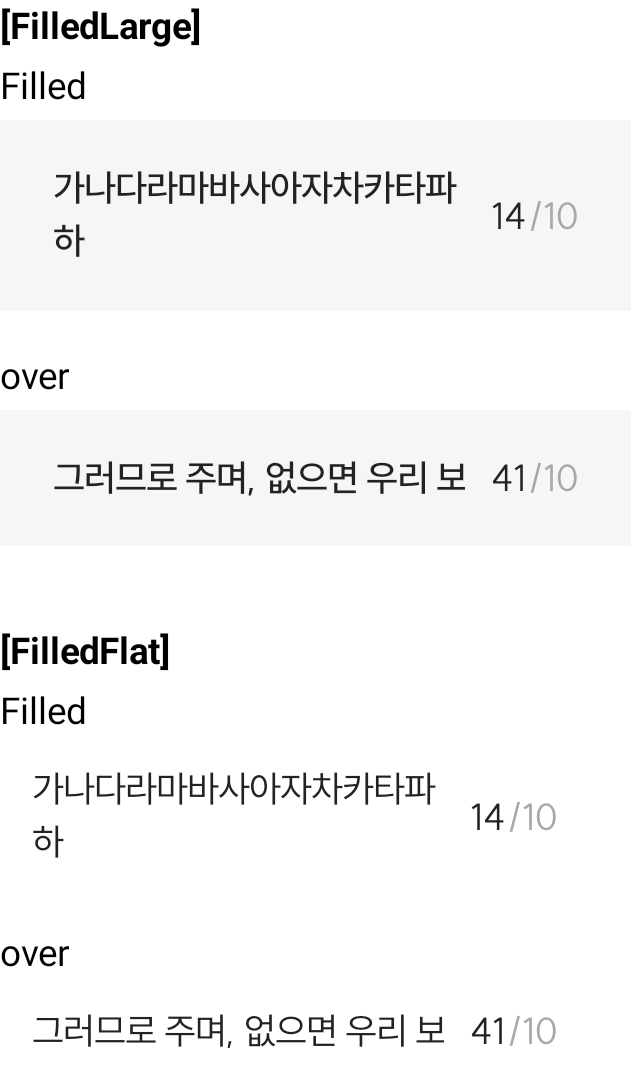 [FilledLarge]
Filled
가나다라마바사아자차카타파
하
14/10
over
그러므로 주며, 없으면 우리 보 41/10
[FilledFlat]
Filled
가나다라마바사아자차카타파
하
14/10
over
그러므로 주며, 없으면 우리 보 41/10